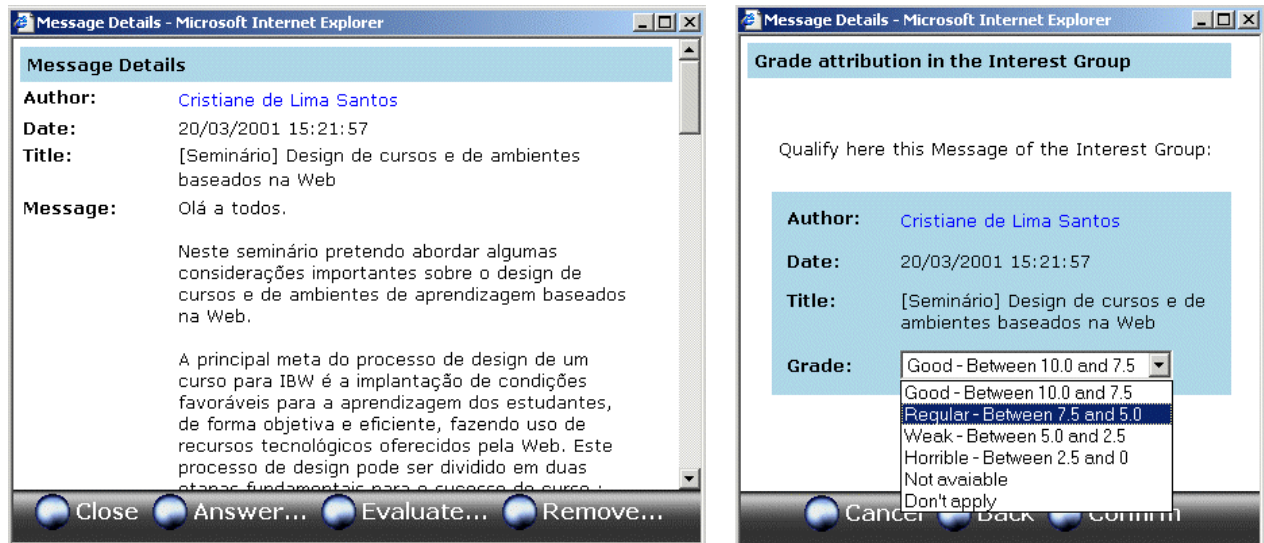 Message Details - Microsoft Internet Explorer
Message Details
Author: Cristiane de Lima Santos
Date: 20/03/2001 15:21:57
Title: [Seminário] Design de cursos e de ambientes
baseados na Web
Message: Olá a todos.
Neste seminário pretendo abordar algumas
considerações importantes sobre o design de
cursos e de ambientes de aprendizagem baseados
na Web.
A principal meta do processo de design de um
curso para IBW é a implantação de condições
favoráveis para a aprendizagem dos estudantes,
de forma objetiva e eficiente, fazendo uso de
recursos tecnológicos oferecidos pela Web. Este
processo de design pode ser dividido em duas
etapas fundamentais para o sucesso do curso :
Close Answer... Evaluate... Remove...
Message Details - Microsoft Internet Explorer
Grade attribution in the Interest Group
Qualify here this Message of the Interest Group:
Author: Cristiane de Lima Santos
Date: 20/03/2001 15:21:57
Title: [Seminário] Design de cursos e de
ambientes baseados na Web
Grade: Good - Between 10.0 and 7.5
Good - Between 10.0 and 7.5
Regular - Between 7.5 and 5.0
Weak - Between 5.0 and 2.5
Horrible - Between 2.5 and 0
Not avaiable
Don't apply
Cancel Back Confirm